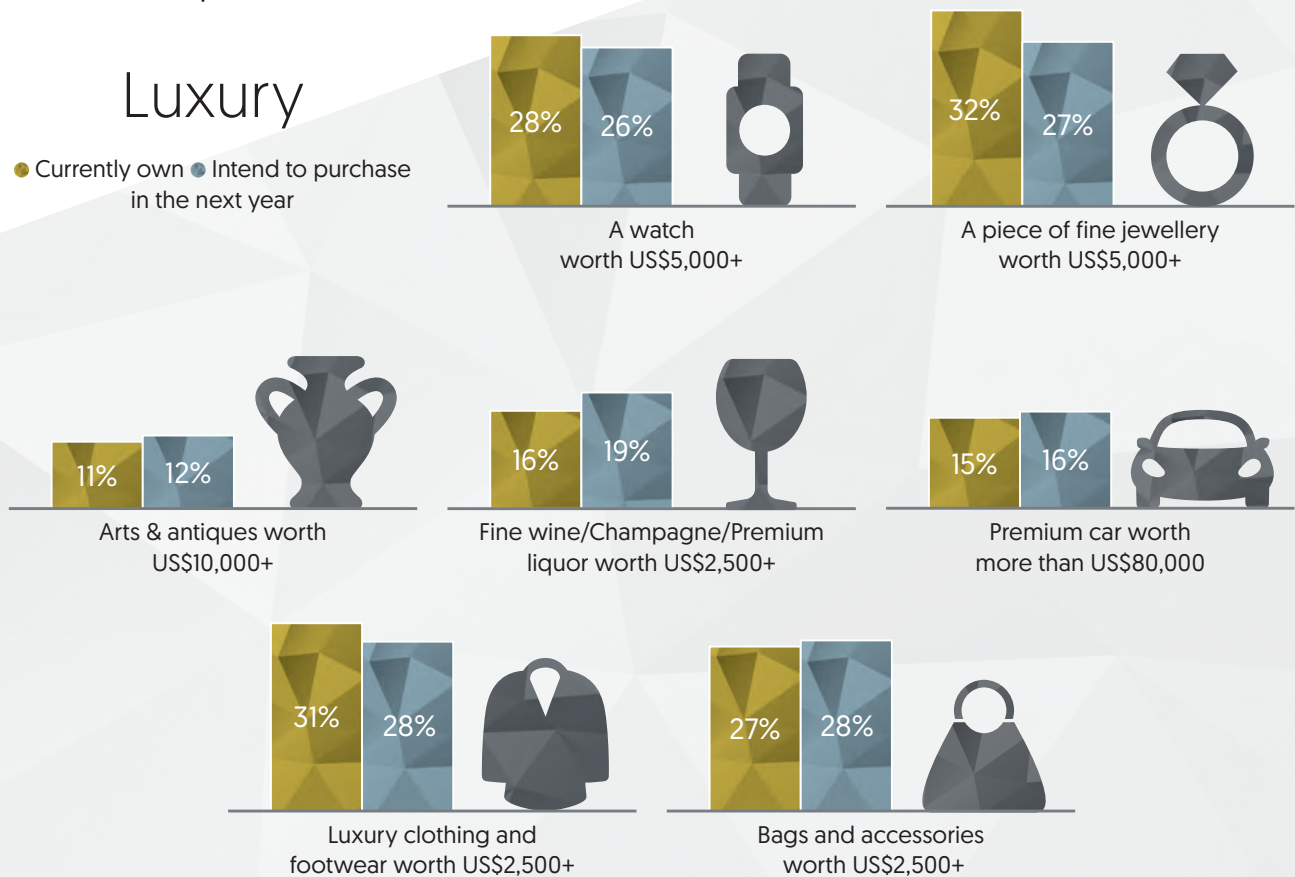 Luxury
Currently own Intend to purchase
in the next year
28% 26%
A watch
worth US$5,000+
32% 27%
A piece of fine jewellery
worth US$5,000+
11% 12%
Arts & antiques worth
US$10,000+
16% 19%
Fine wine/Champagne/Premium
liquor worth US$2,500+
15% 16%
Premium car worth
more than US$80,000
31% 28%
Luxury clothing and
footwear worth US$2,500+
27% 28%
Bags and accessories
worth US$2,500+